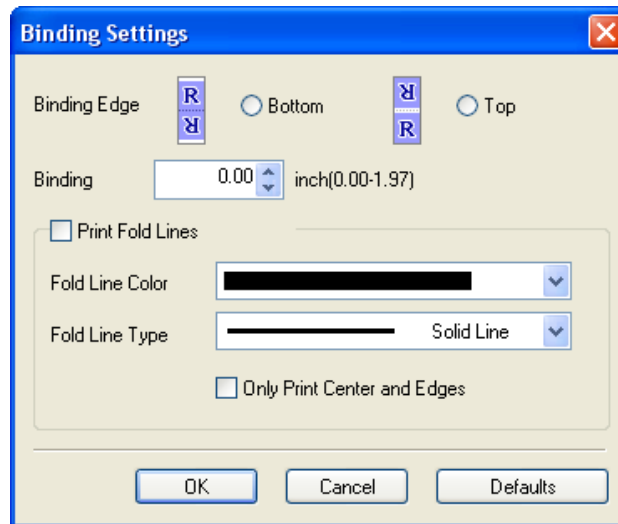 Binding Settings
Binding Edge R R Bottom R R Top
Binding 0.00 inch(0.00-1.97)
Print Fold Lines
Fold Line Color
Fold Line Type Solid Line
Only Print Center and Edges
OK Cancel Defaults